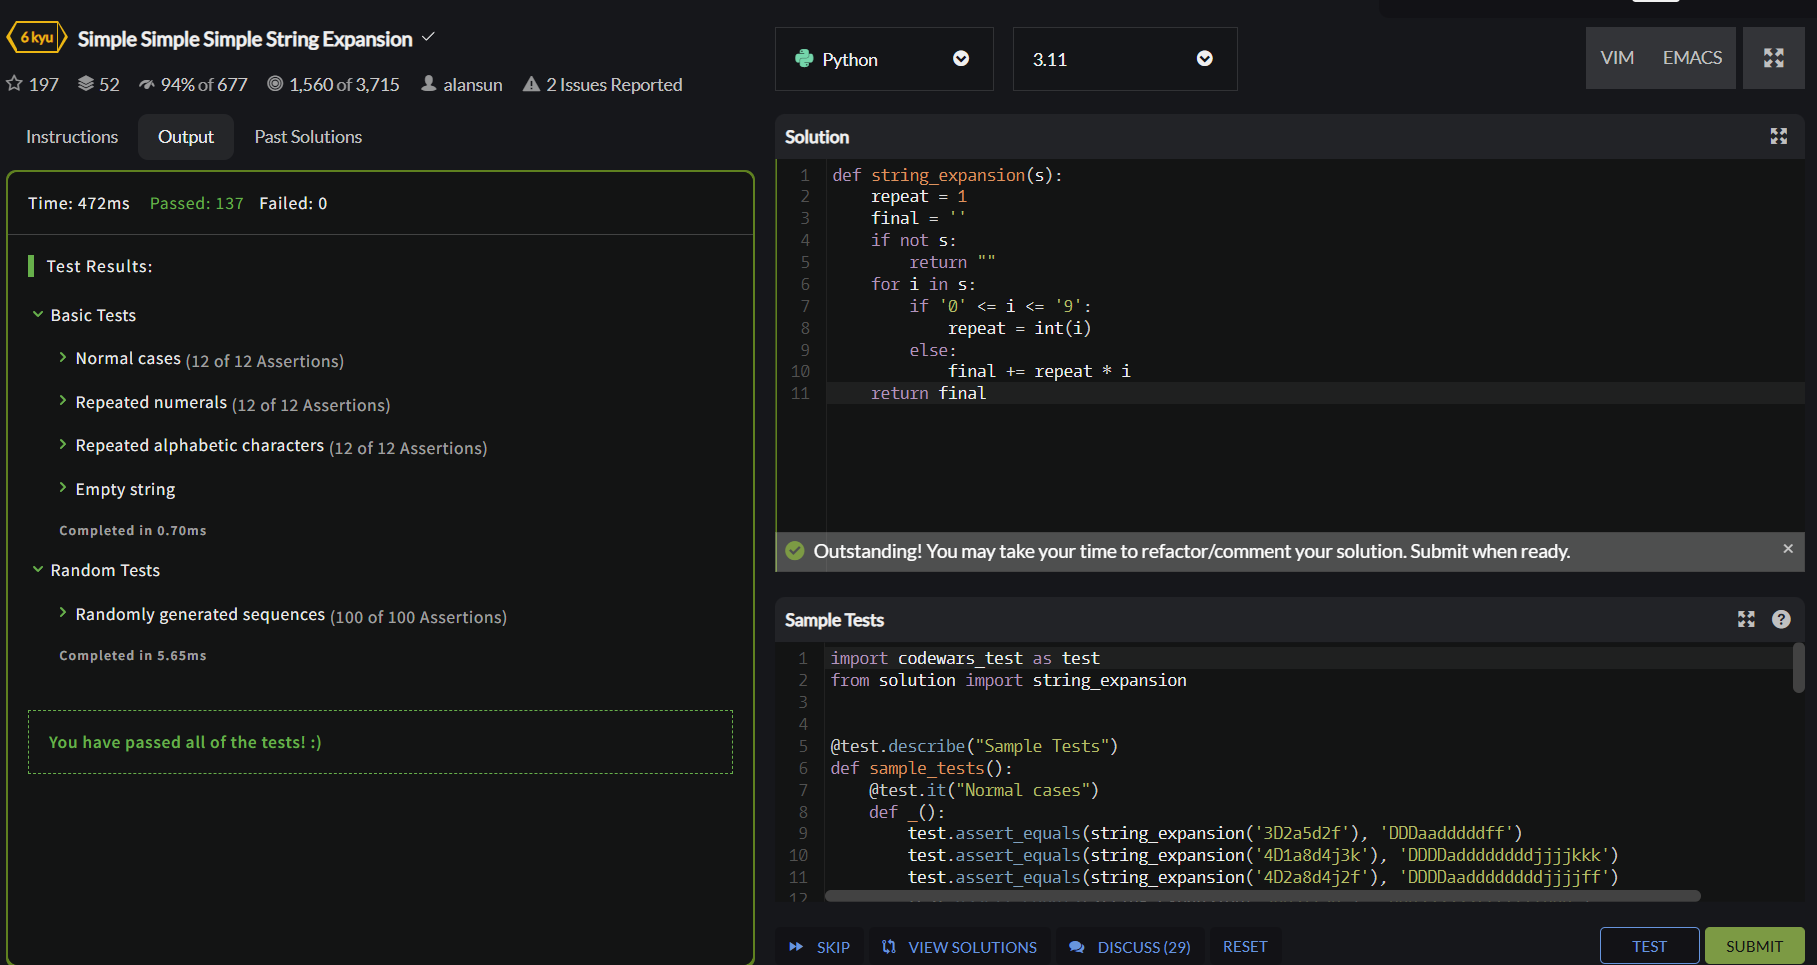 6 kyu Simple Simple Simple String Expansion
197 52 94% of 677 1,560 of 3,715 alansun 2 Issues Reported
Instructions Output Past Solutions
Time: 472ms Passed: 137 Failed: 0
Test Results:
Basic Tests
Normal cases (12 of 12 Assertions)
Repeated numerals (12 of 12 Assertions)
Repeated alphabetic characters (12 of 12 Assertions)
Empty string
Completed in 0.70ms
Random Tests
Randomly generated sequences (100 of 100 Assertions)
Completed in 5.65ms
You have passed all of the tests! :)
Python 3.11 VIM EMACS
Solution
1 def string_expansion(s):
2 repeat = 1
3 final = ''
4 if not s:
5 return ""
6 for i in s:
7 if '0' <= i <= '9':
8 repeat = int(i)
9 else:
10 final += repeat * i
11 return final
Outstanding! You may take your time to refactor/comment your solution. Submit when ready.
Sample Tests
1 import codewars_test as test
2 from solution import string_expansion
3
4
5 @test.describe("Sample Tests")
6 def sample_tests():
7 @test.it("Normal cases")
8 def _():
9 test.assert_equals(string_expansion('3D2a5d2f'), 'DDDaadddddff')
10 test.assert_equals(string_expansion('4D1a8d4j3k'), 'DDDDaddddddddjjjjkkk')
11 test.assert_equals(string_expansion('4D2a8d4j2f'), 'DDDDaaddddddddjjjjff')
12
SKIP VIEW SOLUTIONS DISCUSS (29) RESET TEST SUBMIT